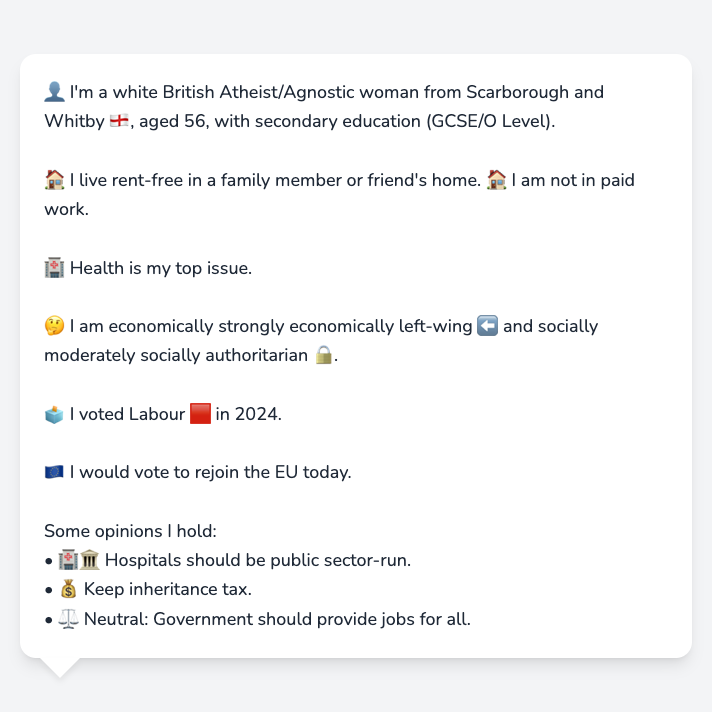 👤 I'm a white British Atheist/Agnostic woman from Scarborough and
Whitby 🏴󠁧󠁢󠁥󠁮󠁧󠁿, aged 56, with secondary education (GCSE/O Level).
🏠 I live rent-free in a family member or friend's home. 🏠 I am not in paid
work.
🏥 Health is my top issue.
🤔 I am economically strongly economically left-wing ⬅️ and socially
moderately socially authoritarian 🔒.
🗳️ I voted Labour 🟥 in 2024.
🇪🇺 I would vote to rejoin the EU today.
Some opinions I hold:
• 🏥🏛️ Hospitals should be public sector-run.
• 💰 Keep inheritance tax.
• ⚖️ Neutral: Government should provide jobs for all.